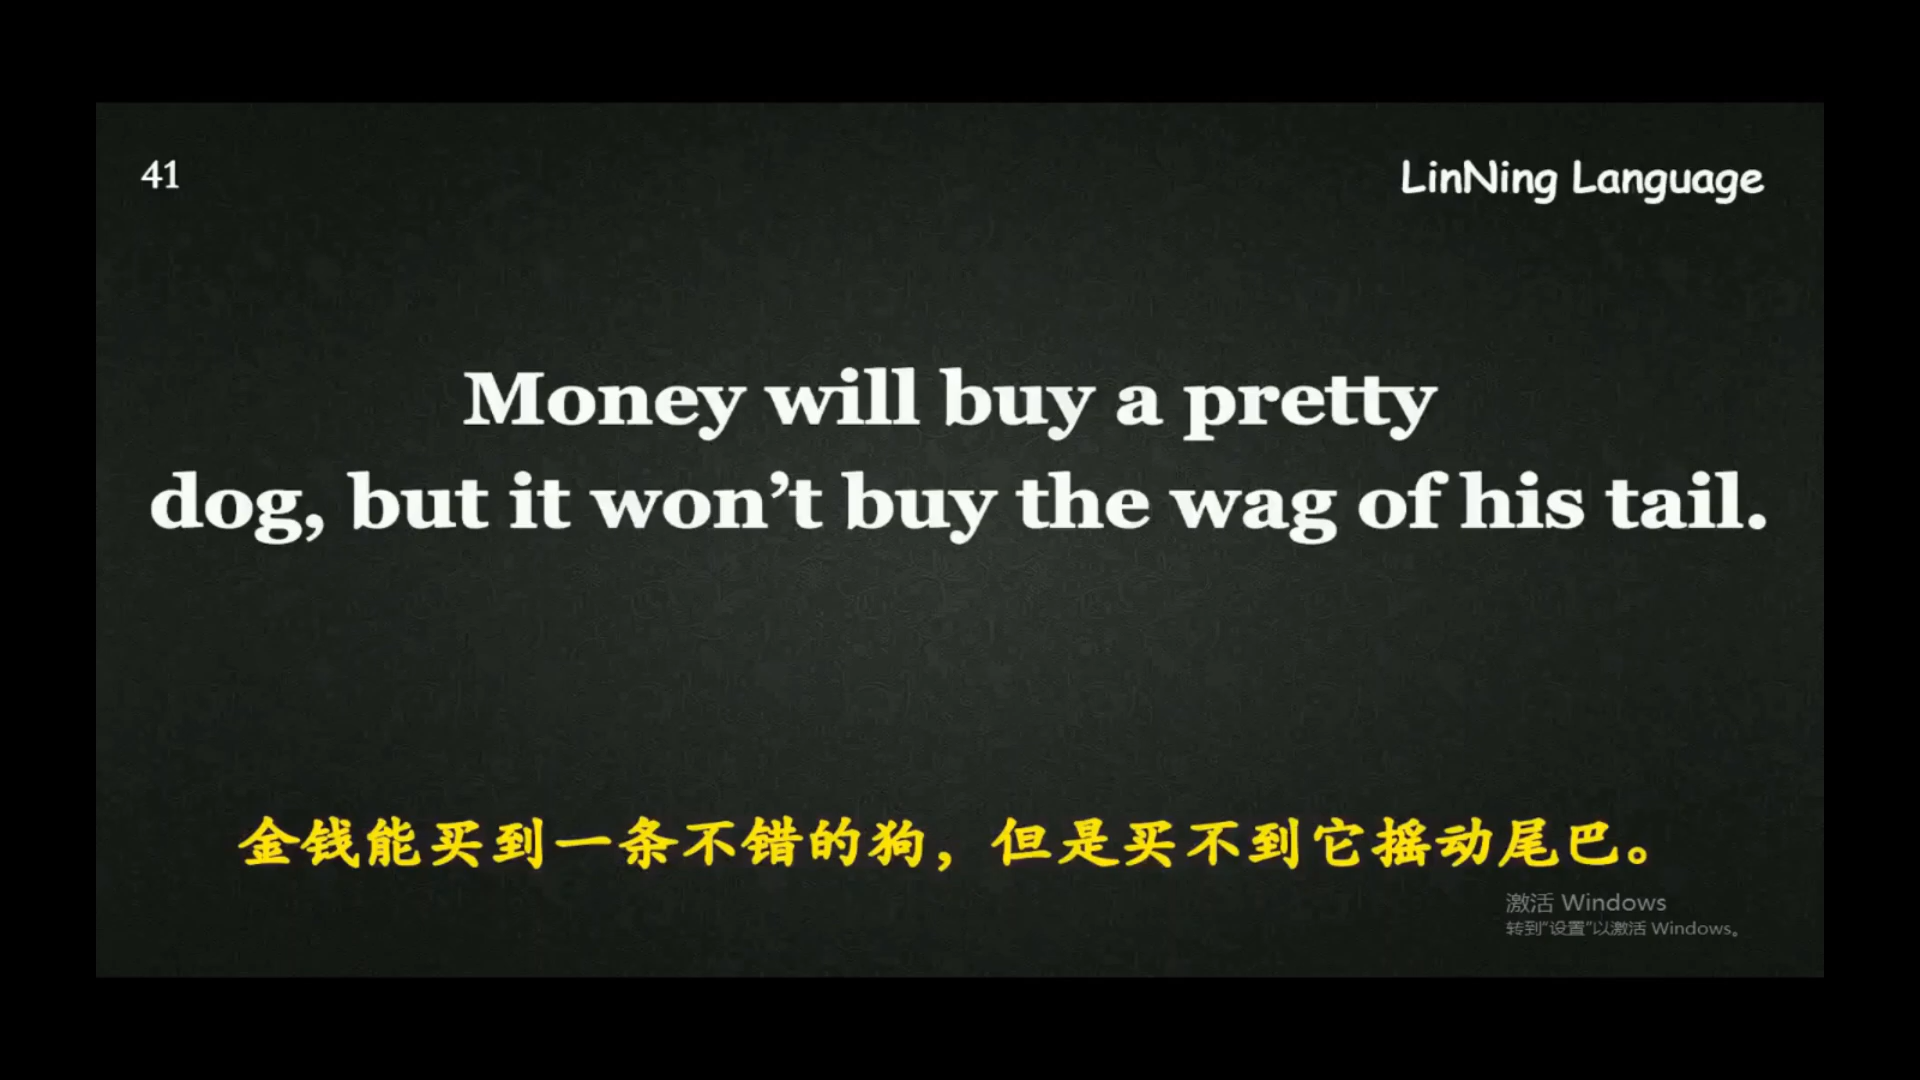 41
LinNing Language
Money will buy a pretty
dog, but it won’t buy the wag of his tail.
金钱能买到一条不错的狗，但是买不到它摇动尾巴。
激活 Windows
转到“设置”以激活 Windows。